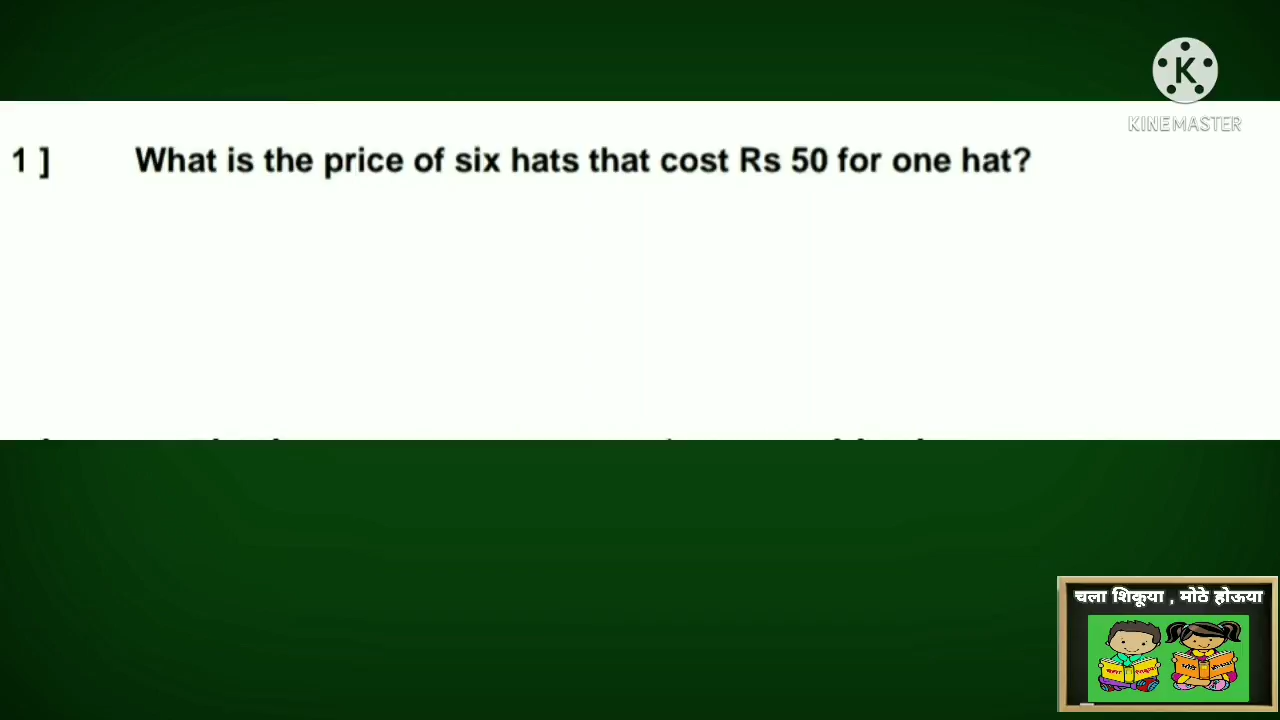 KINEMASTER
1 ] What is the price of six hats that cost Rs 50 for one hat?
चला शिकूया , मोठे होऊया